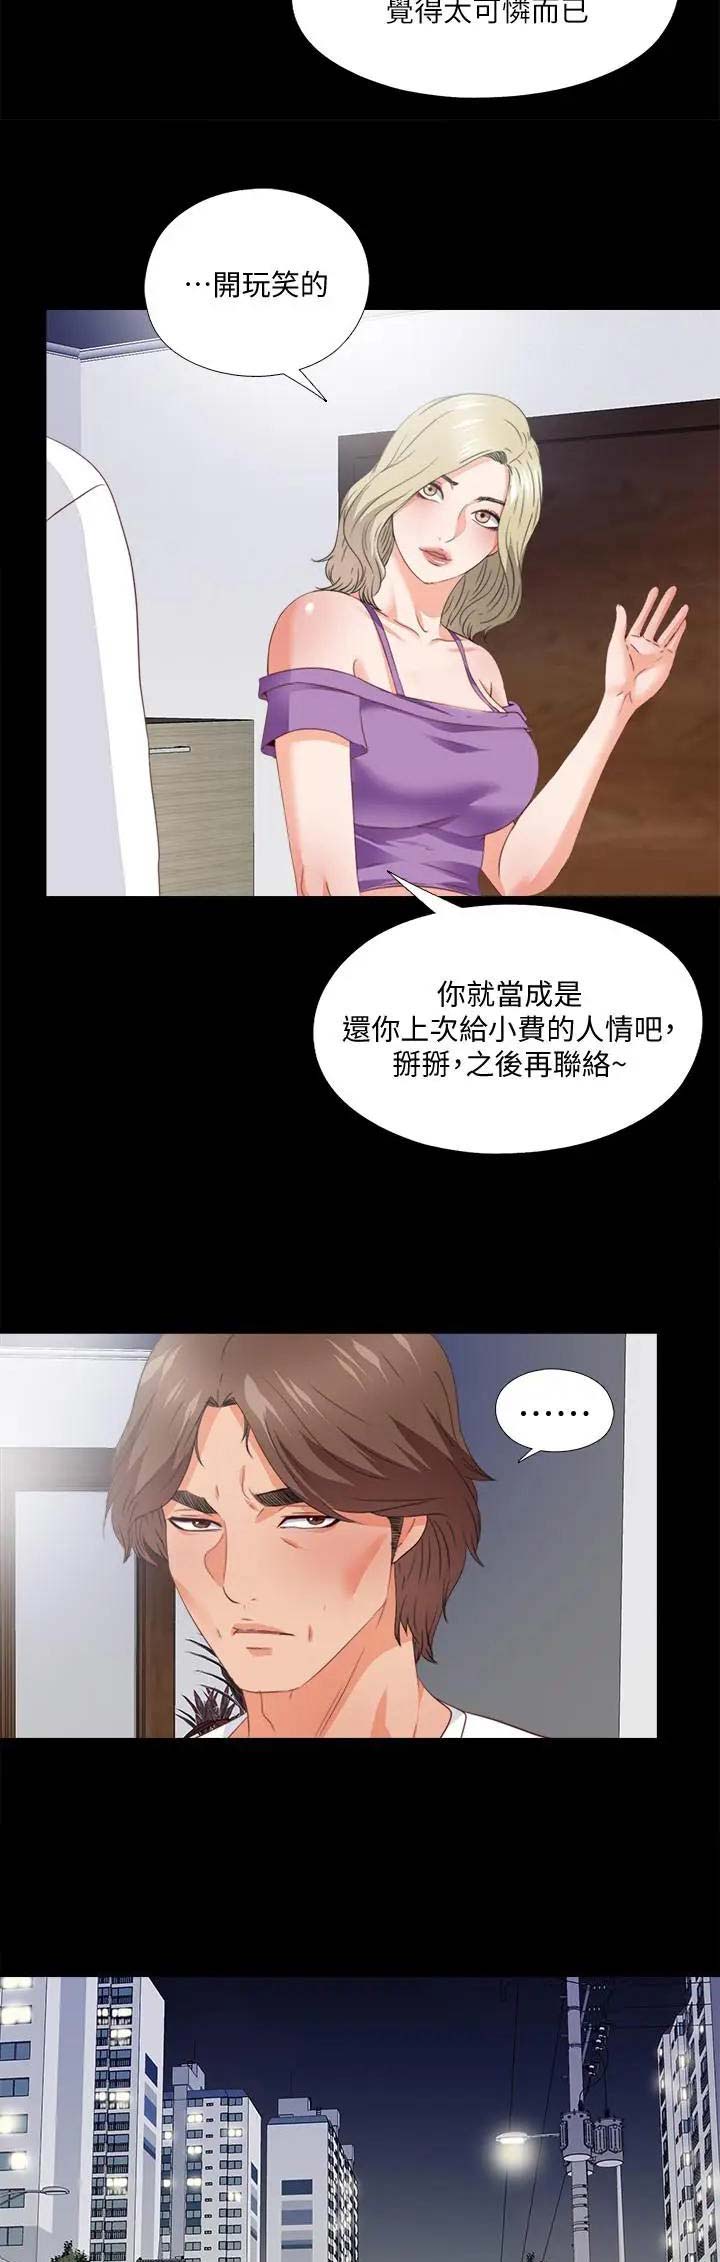 覺得太可憐而已
…開玩笑的
你就當成是
還你上次給小費的人情吧，
掰掰，之後再聯絡~
……